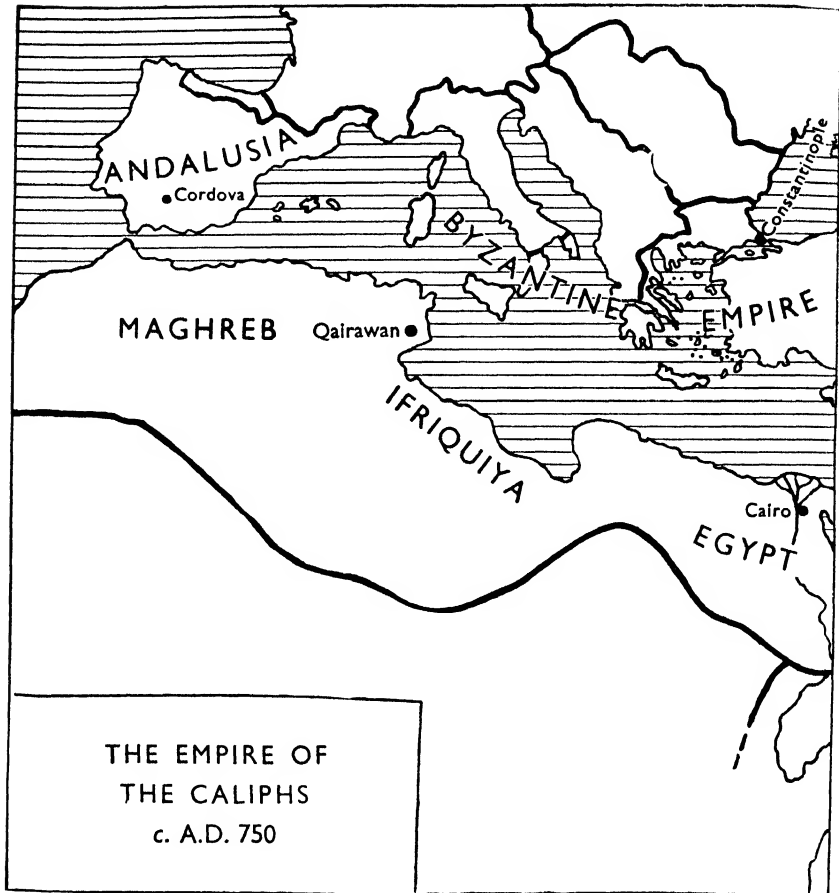 ANDALUSIA
Cordova
Constantinople
BYZANTINE EMPIRE
MAGHREB
Qairawan
IFRIQUIYA
Cairo
EGYPT
THE EMPIRE OF
THE CALIPHS
c. A.D. 750